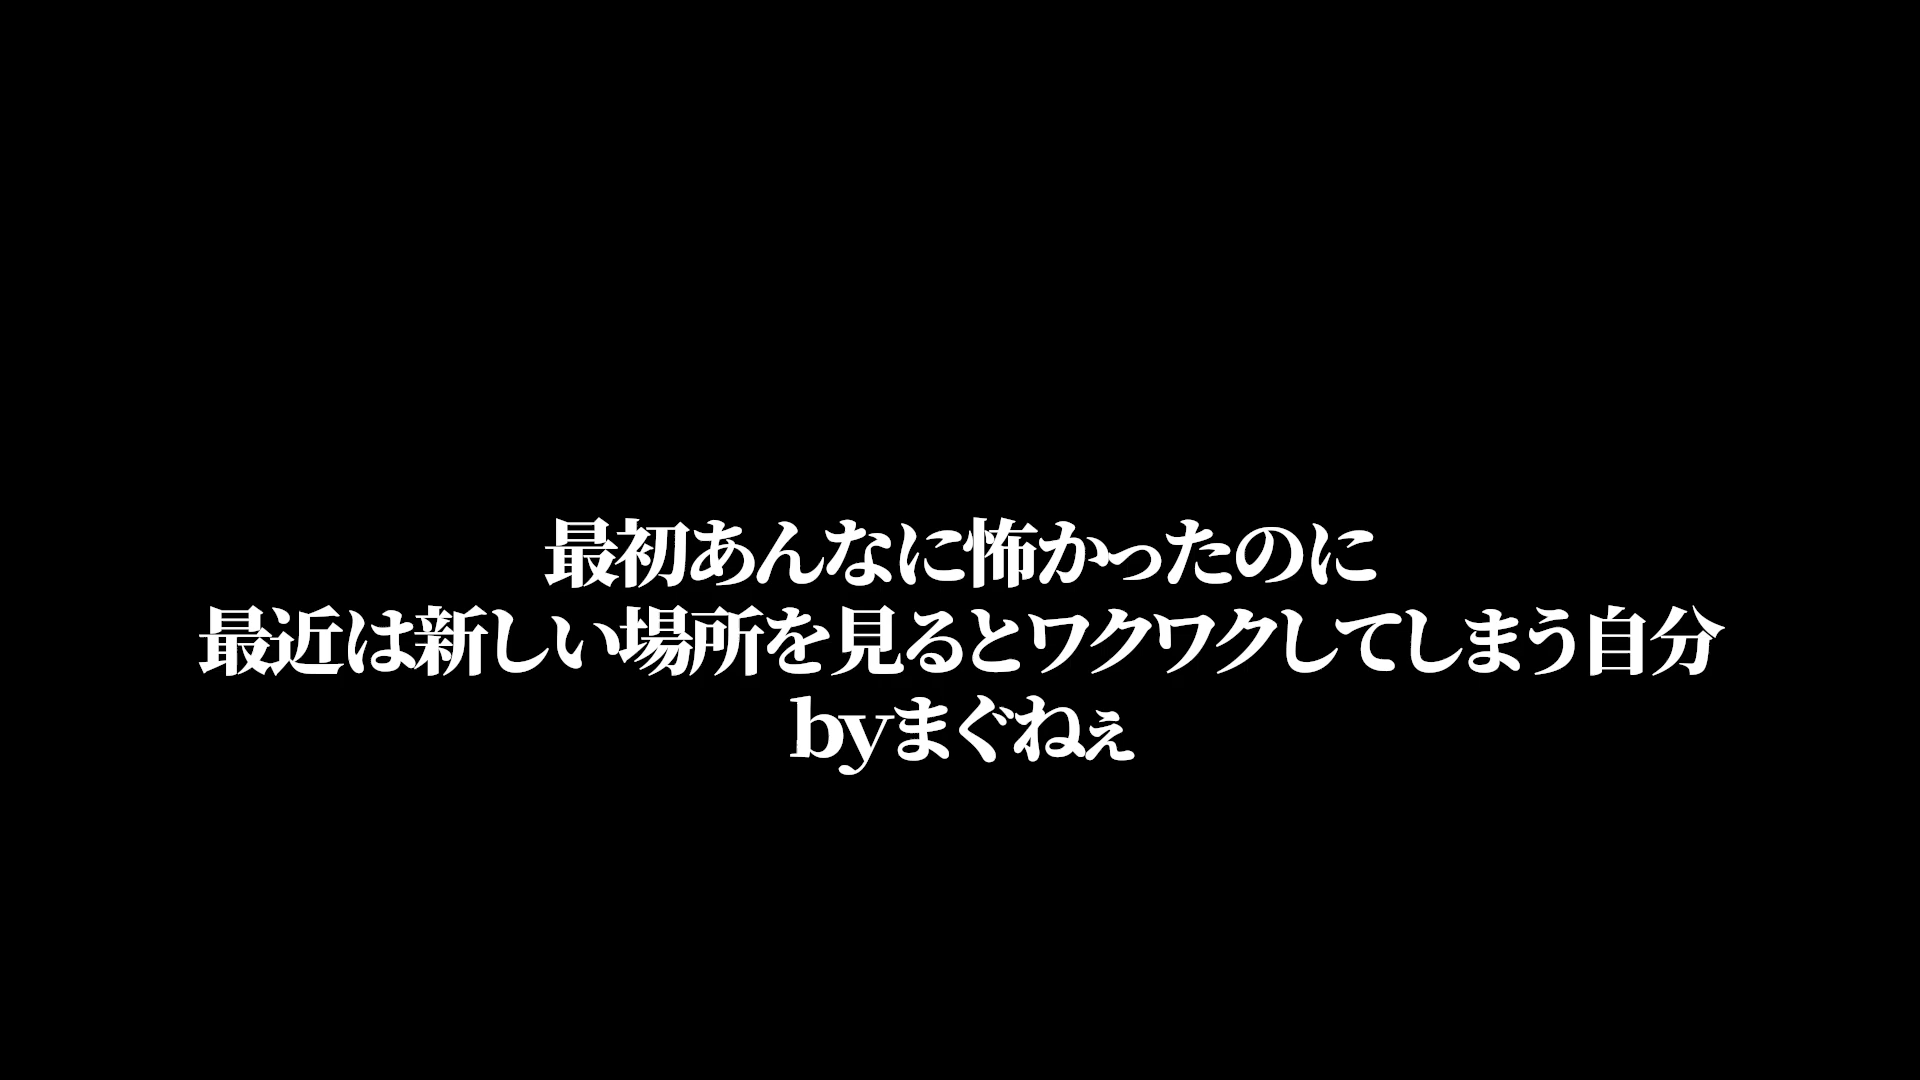 最初あんなに怖かったのに
最近は新しい場所を見るとワクワクしてしまう自分
byまぐねぇ